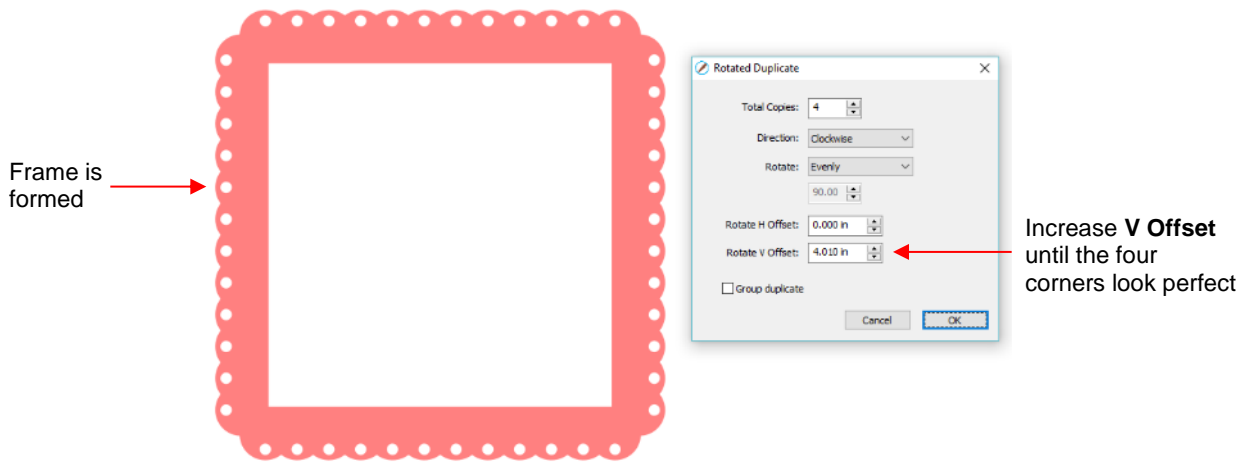 Frame is
formed
Rotated Duplicate
Total Copies: 4
Direction: Clockwise
Rotate: Evenly
90.00
Rotate H Offset: 0.000 in
Rotate V Offset: 4.010 in
Group duplicate
Cancel OK
Increase V Offset
until the four
corners look perfect